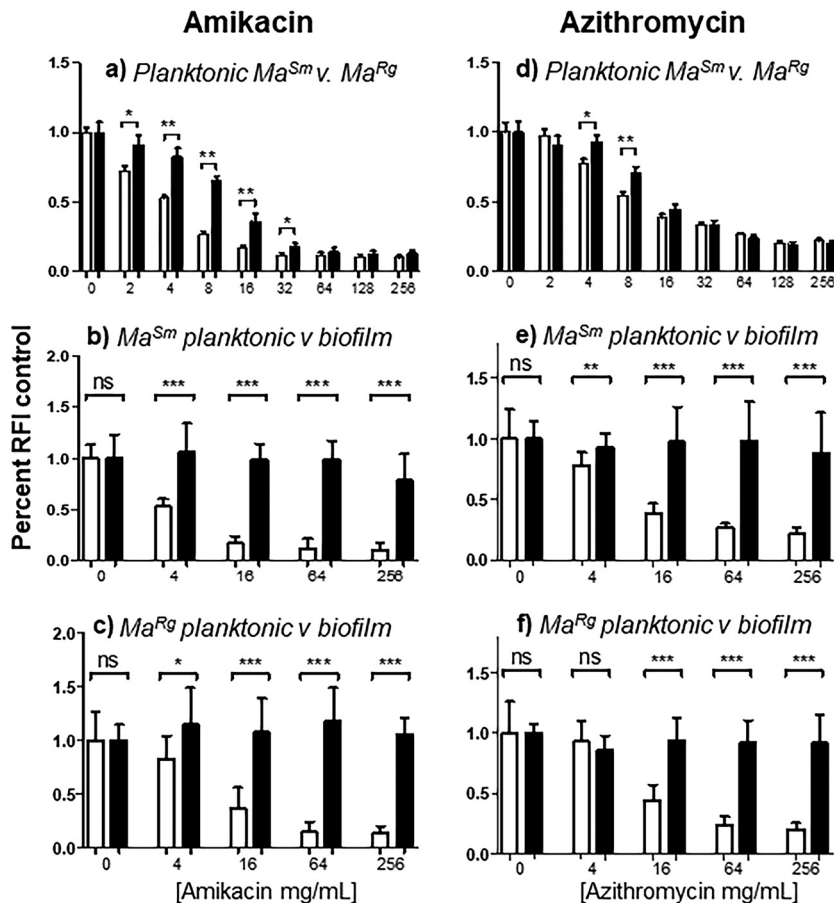 Amikacin
Azithromycin
Percent RFI control
a) Planktonic Ma^Sm v. Ma^Rg
1.5
1.0
0.5
0.0
* ** ** ** *
0 2 4 8 16 32 64 128 256
d) Planktonic Ma^Sm v. Ma^Rg
1.5
1.0
0.5
0.0
* **
0 2 4 8 16 32 64 128 256
b) Ma^Sm planktonic v biofilm
2.0
1.5
1.0
0.5
0.0
ns *** *** *** ***
0 4 16 64 256
e) Ma^Sm planktonic v biofilm
1.5
1.0
0.5
0.0
ns ** *** *** ***
0 4 16 64 256
c) Ma^Rg planktonic v biofilm
2.0
1.5
1.0
0.5
0.0
ns * *** *** ***
0 4 16 64 256
[Amikacin mg/mL]
f) Ma^Rg planktonic v biofilm
1.5
1.0
0.5
0.0
ns ns *** *** ***
0 4 16 64 256
[Azithromycin mg/mL]